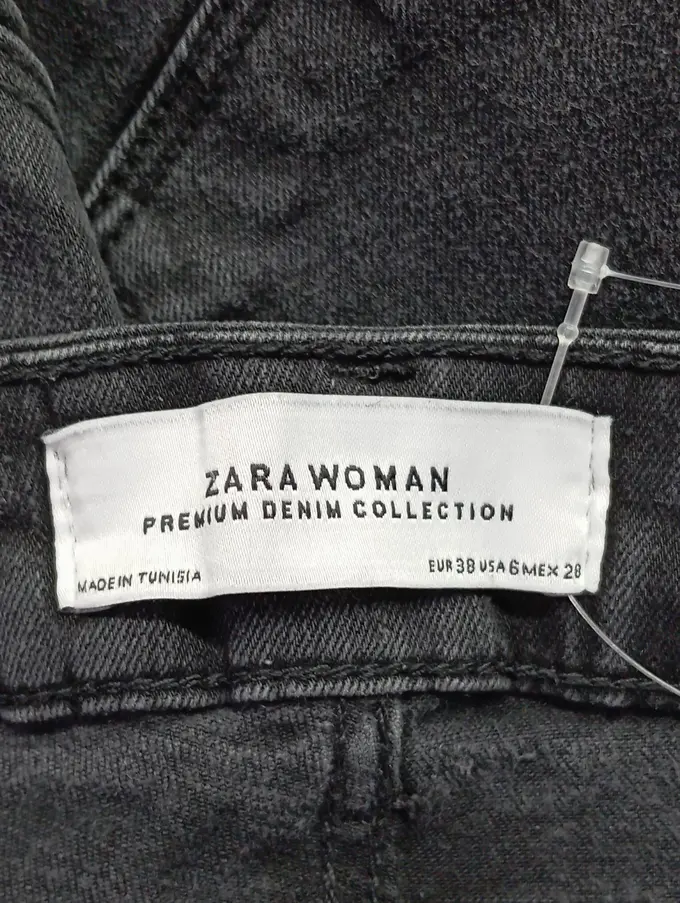 ZARA WOMAN
PREMIUM DENIM COLLECTION
MADE IN TUNISIA
EUR 38 USA 6 MEX 28